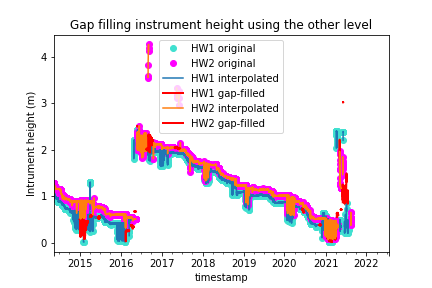 Gap filling instrument height using the other level
HW1 original
HW2 original
HW1 interpolated
HW1 gap-filled
HW2 interpolated
HW2 gap-filled
Intrument height (m)
4
3
2
1
0
2015 2016 2017 2018 2019 2020 2021 2022
timestamp